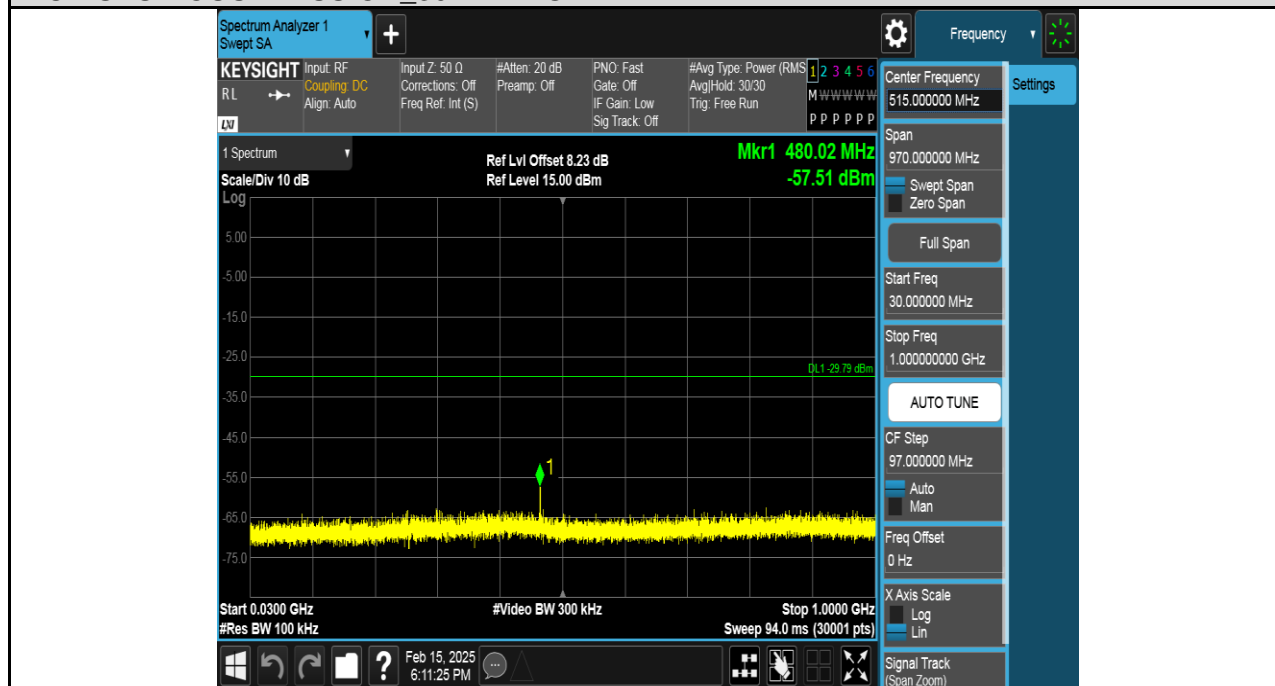 Spectrum Analyzer 1
Swept SA
+
Frequency
KEYSIGHT
RL
LXI
Input: RF
Coupling: DC
Align: Auto
Input Z: 50 Ω
Corrections: Off
Freq Ref: Int (S)
#Atten: 20 dB
Preamp: Off
PNO: Fast
Gate: Off
IF Gain: Low
Sig Track: Off
#Avg Type: Power (RMS
Avg|Hold: 30/30
Trig: Free Run
1 2 3 4 5 6
M W W W W W
P P P P P P
1 Spectrum
Scale/Div 10 dB
Log
Ref Lvl Offset 8.23 dB
Ref Level 15.00 dBm
Mkr1 480.02 MHz
-57.51 dBm
5.00
-5.00
-15.0
-25.0
DL1 -29.79 dBm
-35.0
-45.0
-55.0
1
-65.0
-75.0
Start 0.0300 GHz
#Res BW 100 kHz
#Video BW 300 kHz
Stop 1.0000 GHz
Sweep 94.0 ms (30001 pts)
Feb 15, 2025
6:11:25 PM
Center Frequency
515.000000 MHz
Settings
Span
970.000000 MHz
Swept Span
Zero Span
Full Span
Start Freq
30.000000 MHz
Stop Freq
1.000000000 GHz
AUTO TUNE
CF Step
97.000000 MHz
Auto
Man
Freq Offset
0 Hz
X Axis Scale
Log
Lin
Signal Track
(Span Zoom)